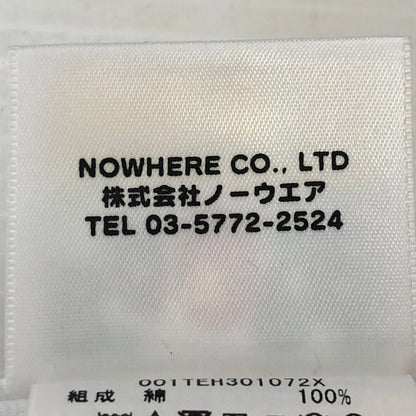 NOWHERE CO., LTD
株式会社ノーウエア
TEL 03-5772-2524
001TEH301072X
組成 綿 100%